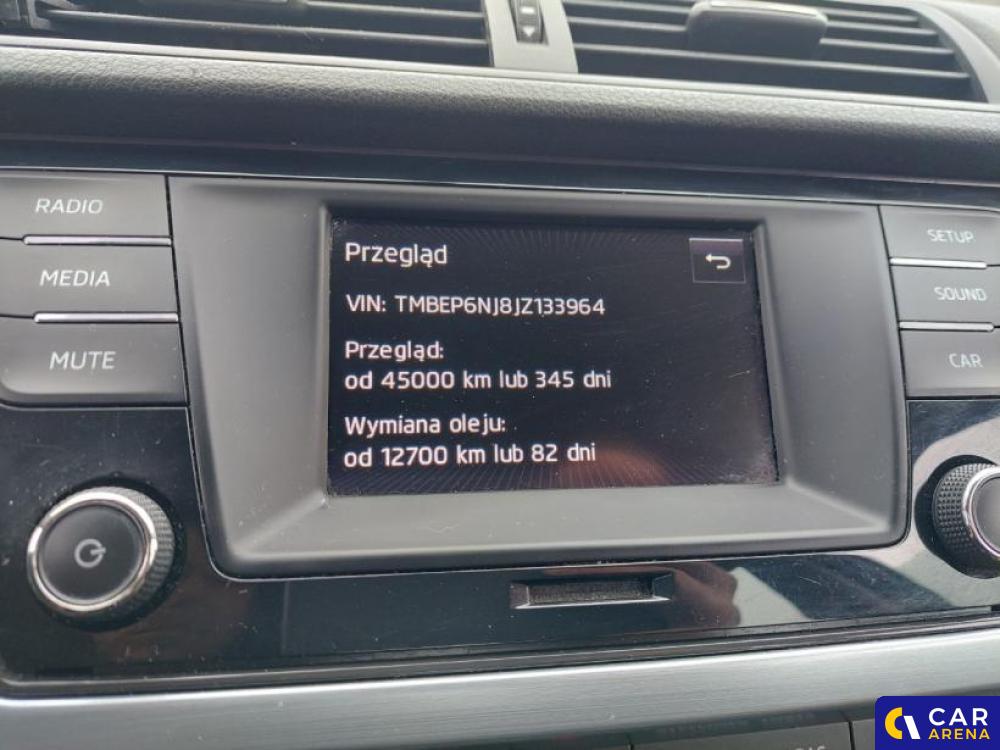 RADIO
MEDIA
MUTE
Przegląd
VIN: TMBEP6NJ8JZ133964
Przegląd:
od 45000 km lub 345 dni
Wymiana oleju:
od 12700 km lub 82 dni
SETUP
SOUND
CAR
CAR
ARENA